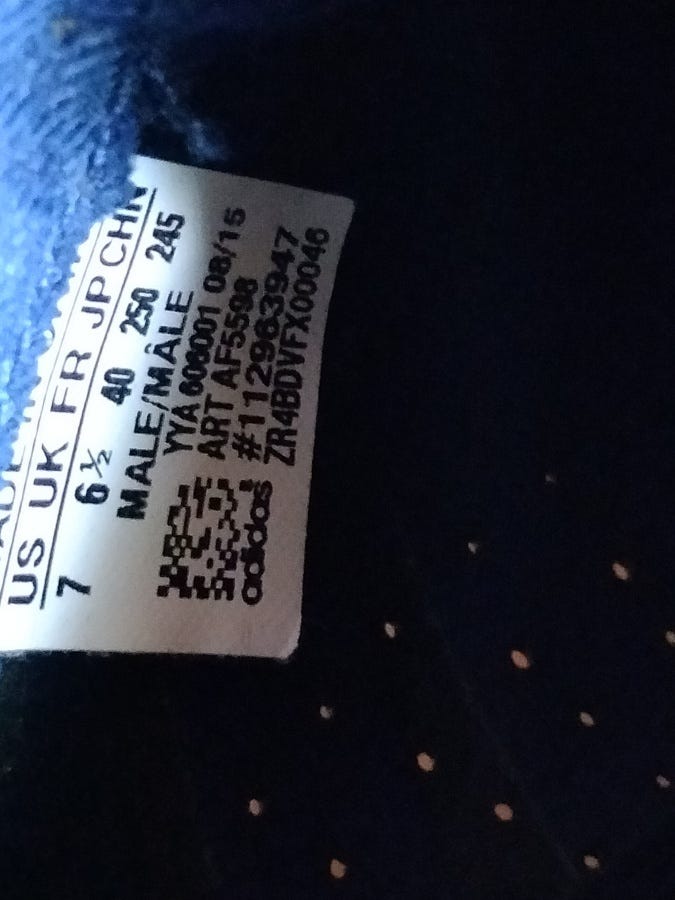 US UK FR JP CHN
7 6½ 40 250 245
MALE/MÂLE
YYA 606001 08/15
ART AF5598
#112963947
ZR4BDVFX00046
adidas